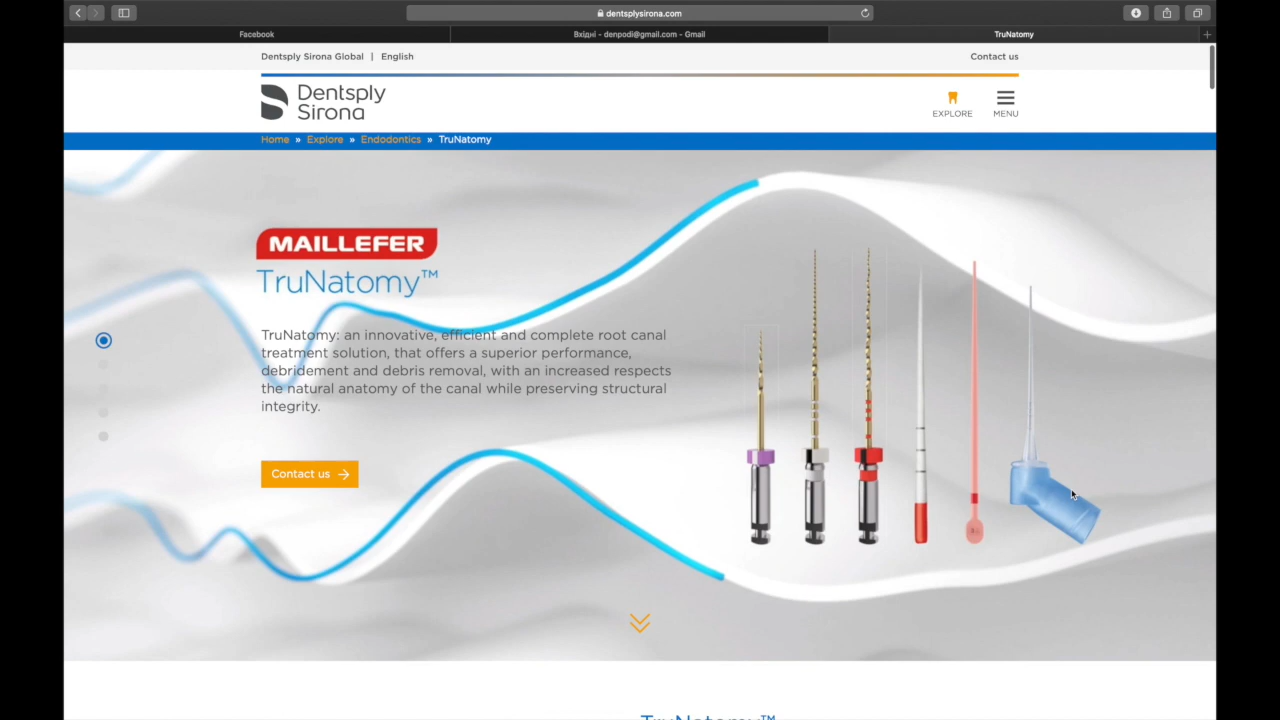 dentsplysirona.com
Facebook
Вхідні - denpodi@gmail.com - Gmail
TruNatomy
Dentsply Sirona Global | English
Contact us
Dentsply
Sirona
EXPLORE
MENU
Home » Explore » Endodontics » TruNatomy
MAILLEFER
TruNatomy™
TruNatomy: an innovative, efficient and complete root canal
treatment solution, that offers a superior performance,
debridement and debris removal, with an increased respects
the natural anatomy of the canal while preserving structural
integrity.
Contact us
TruNatomy™